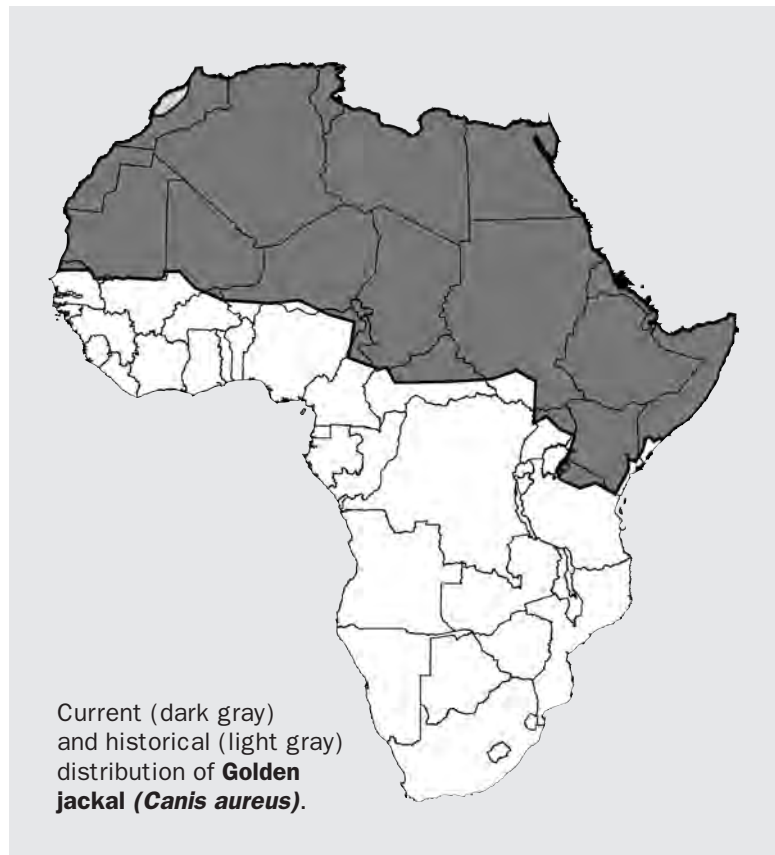 Current (dark gray)
and historical (light gray)
distribution of Golden
jackal (Canis aureus).